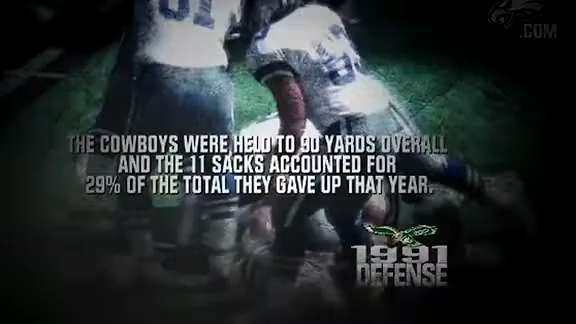 .COM
THE COWBOYS WERE HELD TO 90 YARDS OVERALL
AND THE 11 SACKS ACCOUNTED FOR
29% OF THE TOTAL THEY GAVE UP THAT YEAR.
1991
DEFENSE